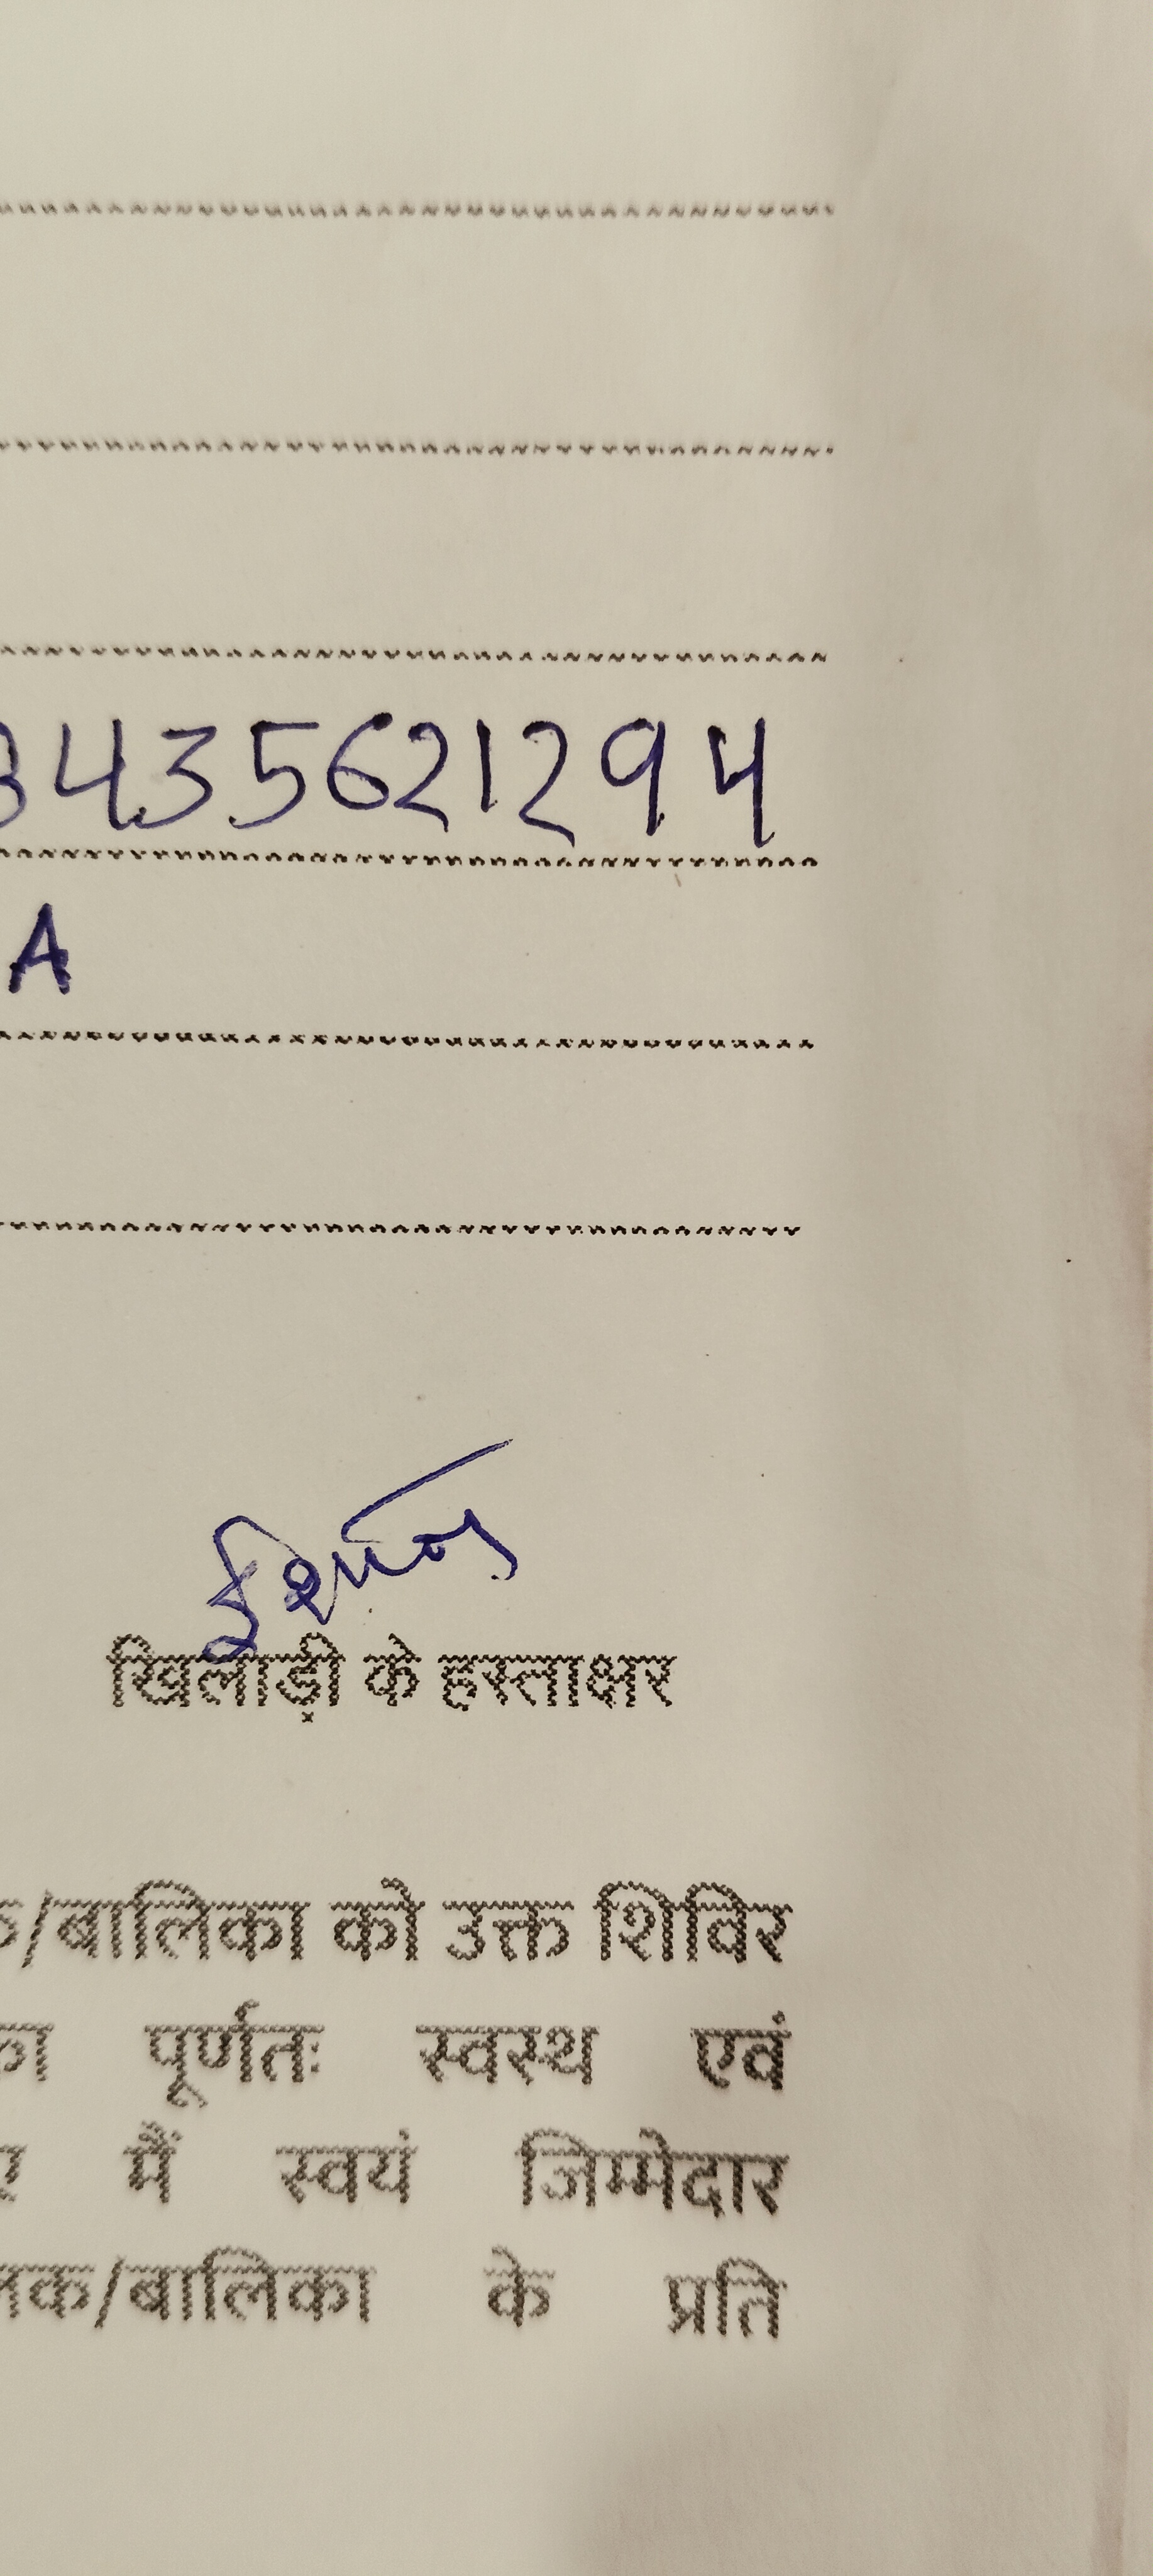 3435621294
A
खिलाड़ी के हस्ताक्षर
/बालिका को उक्त शिविर
पूर्णतः स्वस्थ एवं
मैं स्वयं जिम्मेदार
/बालिका के प्रति